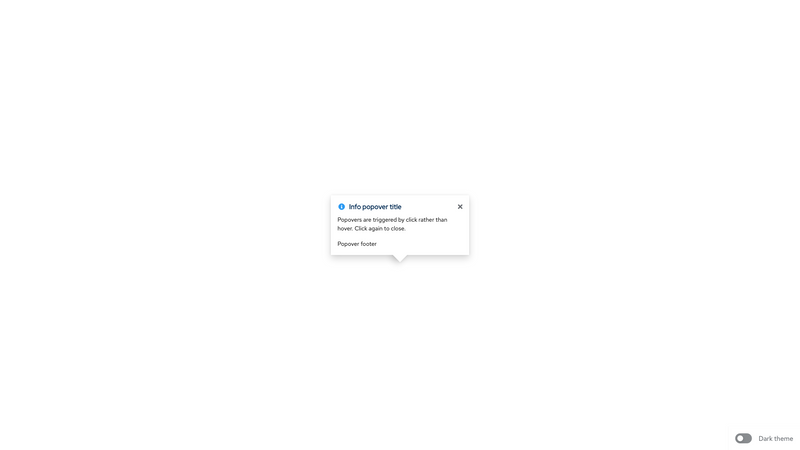 Info popover title
Popovers are triggered by click rather than
hover. Click again to close.
Popover footer
Dark theme